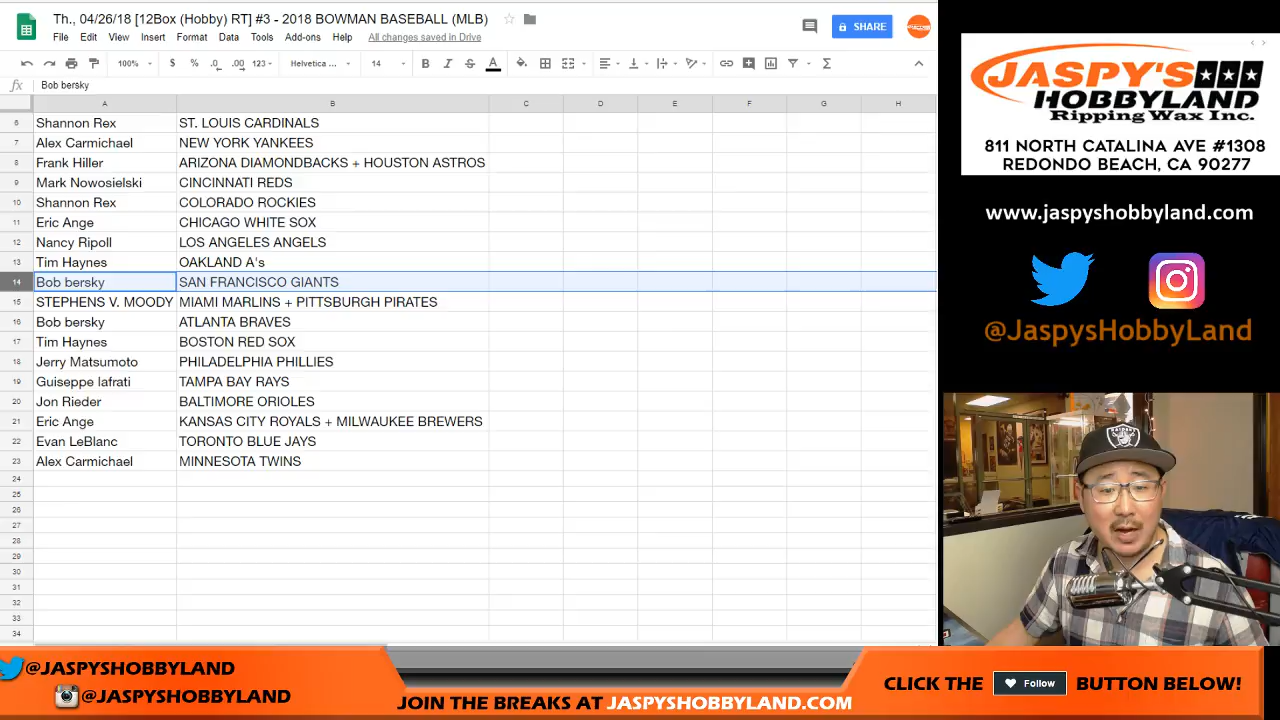 Th., 04/26/18 [12Box (Hobby) RT] #3 - 2018 BOWMAN BASEBALL (MLB)
File Edit View Insert Format Data Tools Add-ons Help All changes saved in Drive
SHARE
100% $ % .0 .00 123 Helvetica ... 14 B I S A
fx Bob bersky
A B C D E F G H
6 Shannon Rex ST. LOUIS CARDINALS
7 Alex Carmichael NEW YORK YANKEES
8 Frank Hiller ARIZONA DIAMONDBACKS + HOUSTON ASTROS
9 Mark Nowosielski CINCINNATI REDS
10 Shannon Rex COLORADO ROCKIES
11 Eric Ange CHICAGO WHITE SOX
12 Nancy Ripoll LOS ANGELES ANGELS
13 Tim Haynes OAKLAND A's
14 Bob bersky SAN FRANCISCO GIANTS
15 STEPHENS V. MOODY MIAMI MARLINS + PITTSBURGH PIRATES
16 Bob bersky ATLANTA BRAVES
17 Tim Haynes BOSTON RED SOX
18 Jerry Matsumoto PHILADELPHIA PHILLIES
19 Guiseppe Iafrati TAMPA BAY RAYS
20 Jon Rieder BALTIMORE ORIOLES
21 Eric Ange KANSAS CITY ROYALS + MILWAUKEE BREWERS
22 Evan LeBlanc TORONTO BLUE JAYS
23 Alex Carmichael MINNESOTA TWINS
24
25
26
27
28
29
30
31
32
33
34
JASPY'S
HOBBYLAND
Ripping Wax Inc.
811 NORTH CATALINA AVE #1308
REDONDO BEACH, CA 90277
www.jaspyshobbyland.com
@JaspysHobbyLand
RAIDERS
@JASPYSHOBBYLAND
@JASPYSHOBBYLAND
JOIN THE BREAKS AT JASPYSHOBBYLAND.COM
CLICK THE Follow BUTTON BELOW!